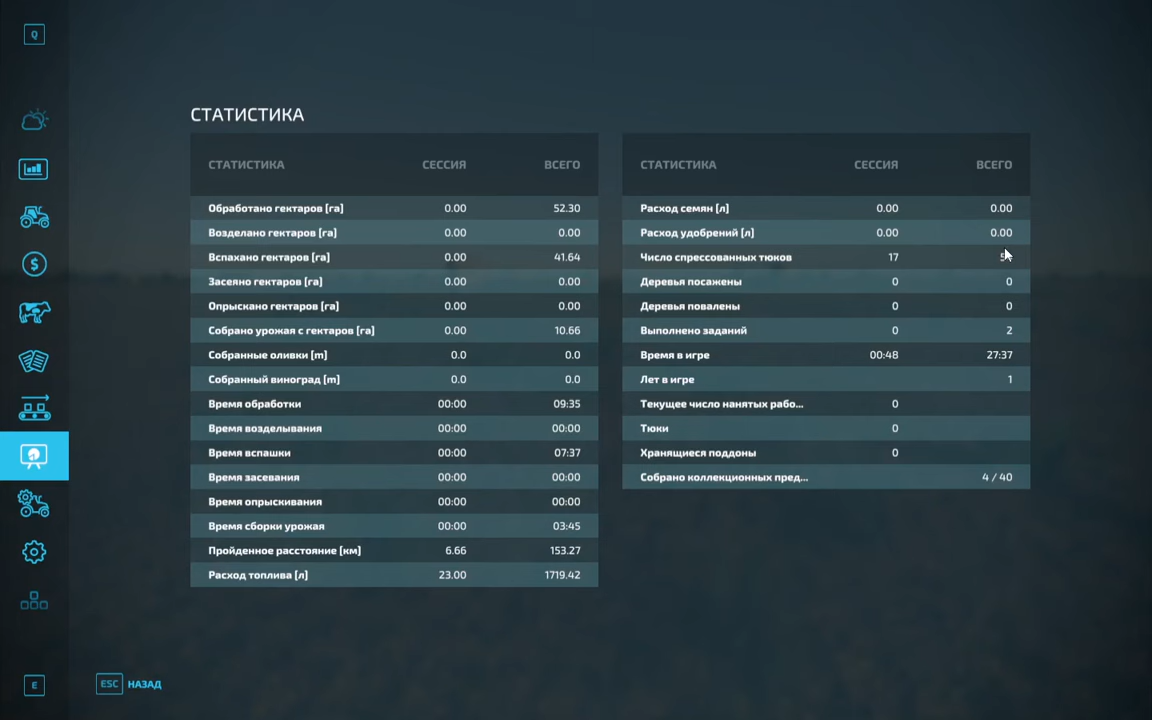 Q
СТАТИСТИКА
СТАТИСТИКА СЕССИЯ ВСЕГО
Обработано гектаров [га] 0.00 52.30
Возделано гектаров [га] 0.00 0.00
Вспахано гектаров [га] 0.00 41.64
Засеяно гектаров [га] 0.00 0.00
Опрыскано гектаров [га] 0.00 0.00
Собрано урожая с гектаров [га] 0.00 10.66
Собранные оливки [m] 0.0 0.0
Собранный виноград [m] 0.0 0.0
Время обработки 00:00 09:35
Время возделывания 00:00 00:00
Время вспашки 00:00 07:37
Время засевания 00:00 00:00
Время опрыскивания 00:00 00:00
Время сборки урожая 00:00 03:45
Пройденное расстояние [км] 6.66 153.27
Расход топлива [л] 23.00 1719.42
СТАТИСТИКА СЕССИЯ ВСЕГО
Расход семян [л] 0.00 0.00
Расход удобрений [л] 0.00 0.00
Число спрессованных тюков 17
Деревья посажены 0 0
Деревья повалены 0 0
Выполнено заданий 0 2
Время в игре 00:48 27:37
Лет в игре 1
Текущее число нанятых рабо... 0
Тюки 0
Хранящиеся поддоны 0
Собрано коллекционных пред... 4 / 40
E
ESC НАЗАД